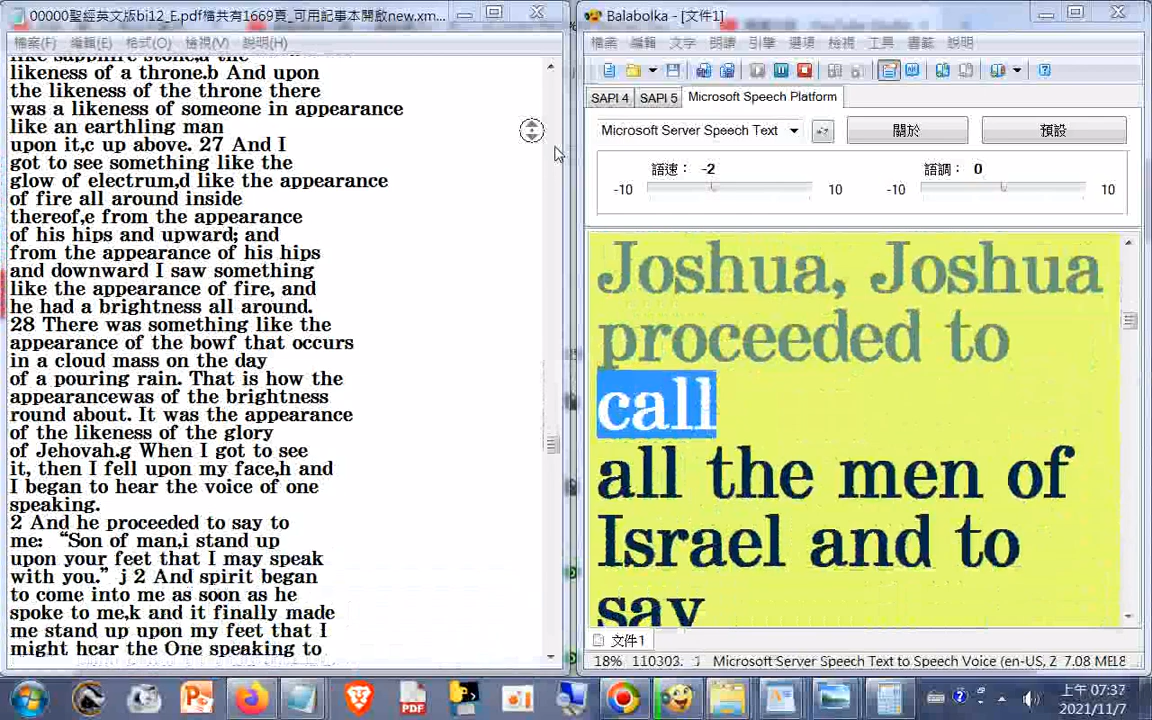 00000聖經英文版bi12_E.pdf檔共有1669頁_可用記事本開啟new.xm...
檔案(F) 編輯(E) 格式(O) 檢視(V) 說明(H)
like sapphire stone,a the
likeness of a throne.b And upon
the likeness of the throne there
was a likeness of someone in appearance
like an earthling man
upon it,c up above. 27 And I
got to see something like the
glow of electrum,d like the appearance
of fire all around inside
thereof,e from the appearance
of his hips and upward; and
from the appearance of his hips
and downward I saw something
like the appearance of fire, and
he had a brightness all around.
28 There was something like the
appearance of the bowf that occurs
in a cloud mass on the day
of a pouring rain. That is how the
appearancewas of the brightness
round about. It was the appearance
of the likeness of the glory
of Jehovah.g When I got to see
it, then I fell upon my face,h and
I began to hear the voice of one
speaking.
2 And he proceeded to say to
me: “Son of man,i stand up
upon your feet that I may speak
with you.” j 2 And spirit began
to come into me as soon as he
spoke to me,k and it finally made
me stand up upon my feet that I
might hear the One speaking to
Balabolka - [文件1]
檔案 編輯 文字 朗讀 引擎 選項 檢視 工具 書籤 說明
SAPI 4 SAPI 5 Microsoft Speech Platform
Microsoft Server Speech Text 關於 預設
語速： -2 語調： 0
-10 10 -10 10
Joshua, Joshua
proceeded to
call
all the men of
Israel and to
say
文件1
18% 110303. Microsoft Server Speech Text to Speech Voice (en-US, 2 7.08 MEL8
上午 07:37
2021/11/7